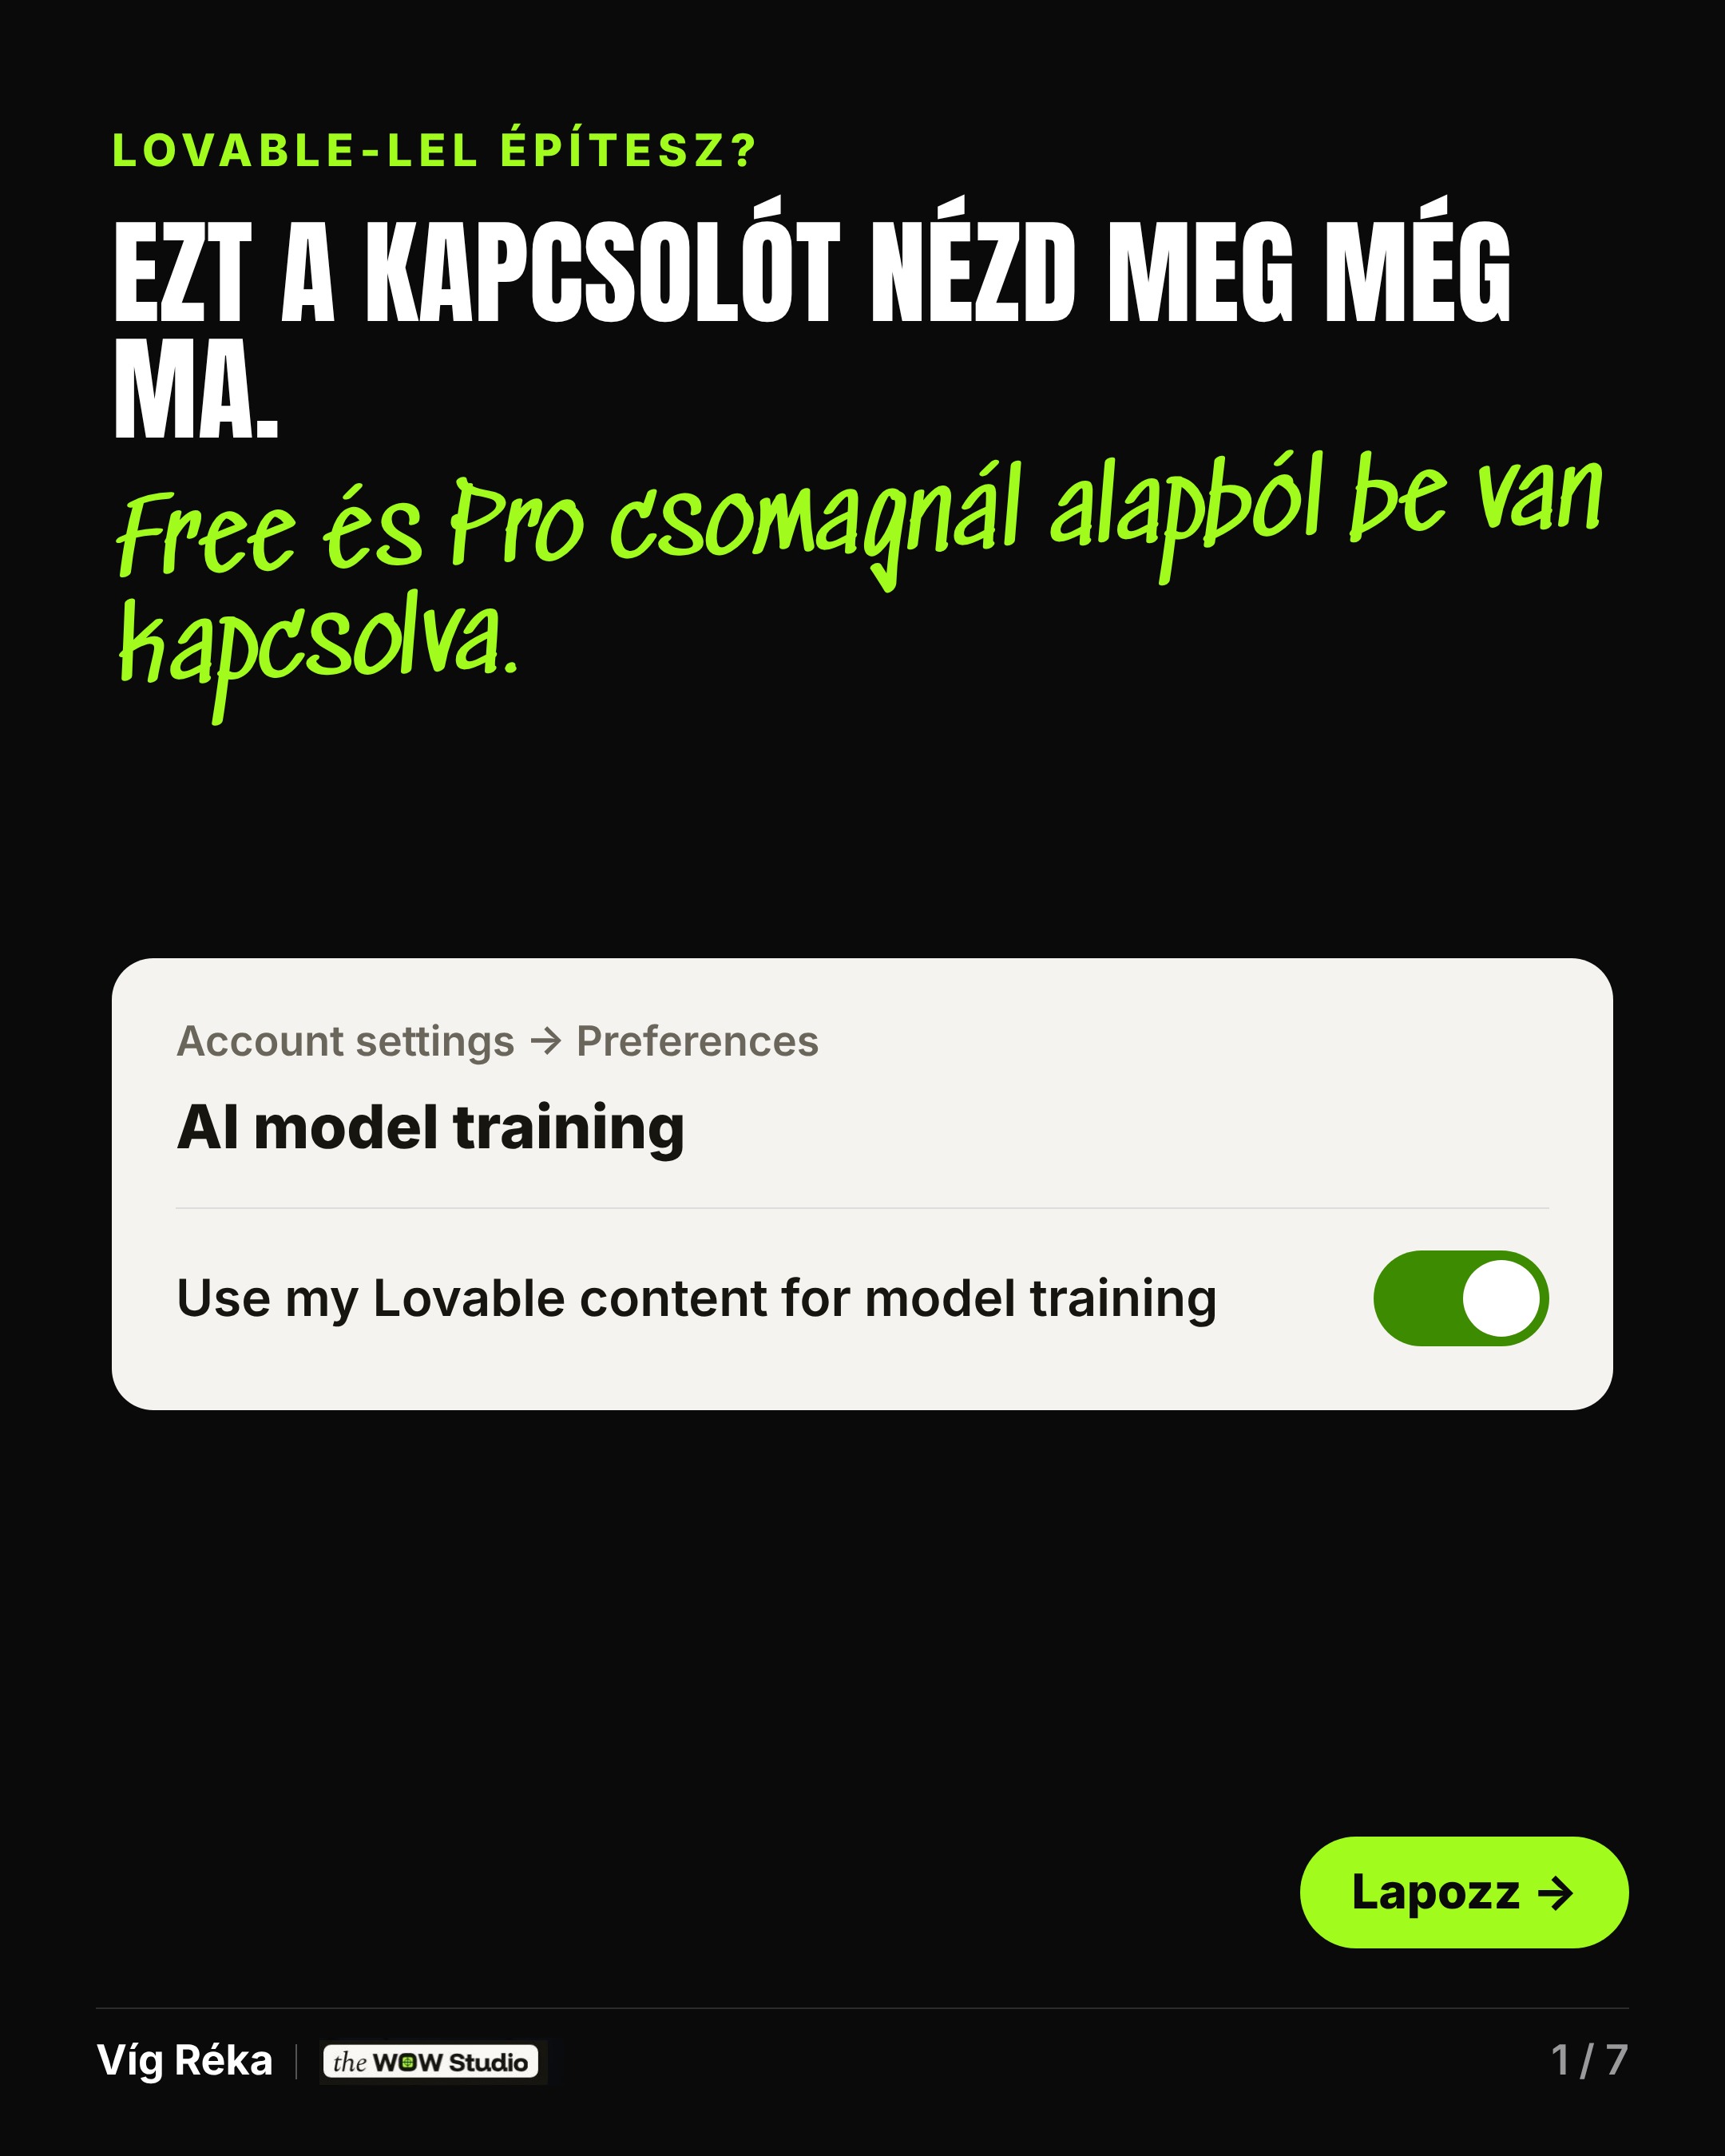 LOVABLE-LEL ÉPÍTESZ?
EZT A KAPCSOLÓT NÉZD MEG MÉG
MA.
Free és Pro csomagnál alapból be van
kapcsolva.
Account settings → Preferences
AI model training
Use my Lovable content for model training
Lapozz →
Víg Réka | the WOW Studio
1 / 7